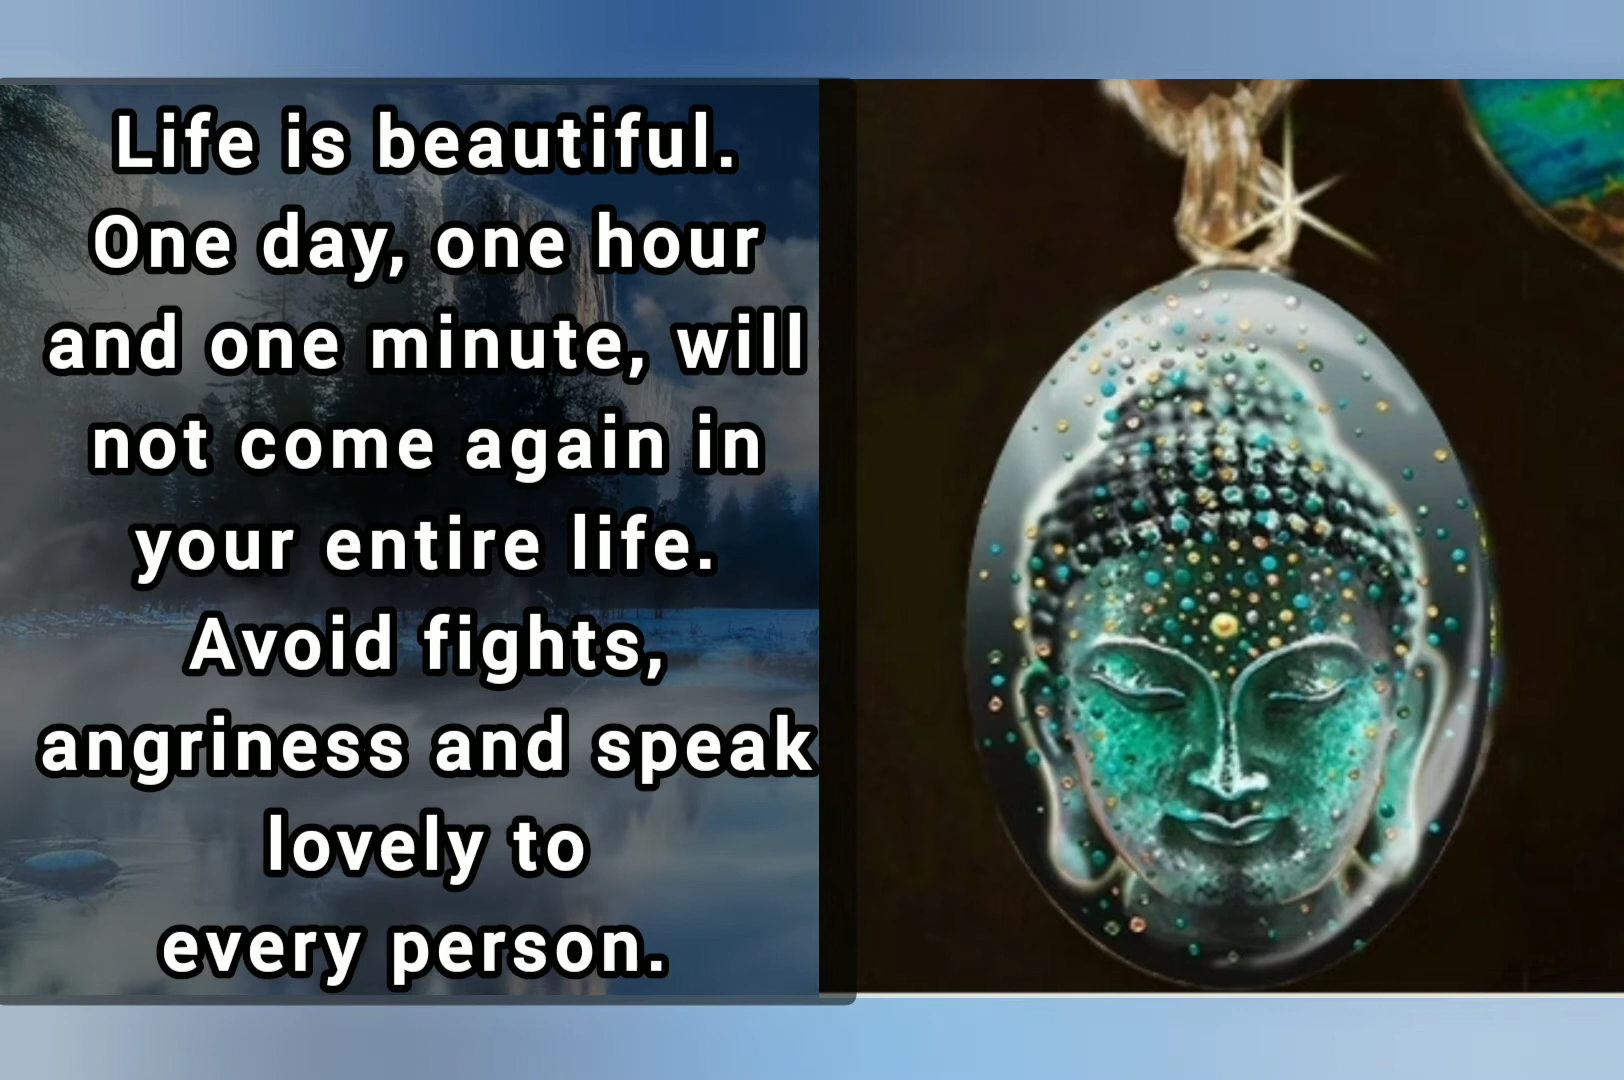 Life is beautiful.
One day, one hour
and one minute, will
not come again in
your entire life.
Avoid fights,
angriness and speak
lovely to
every person.